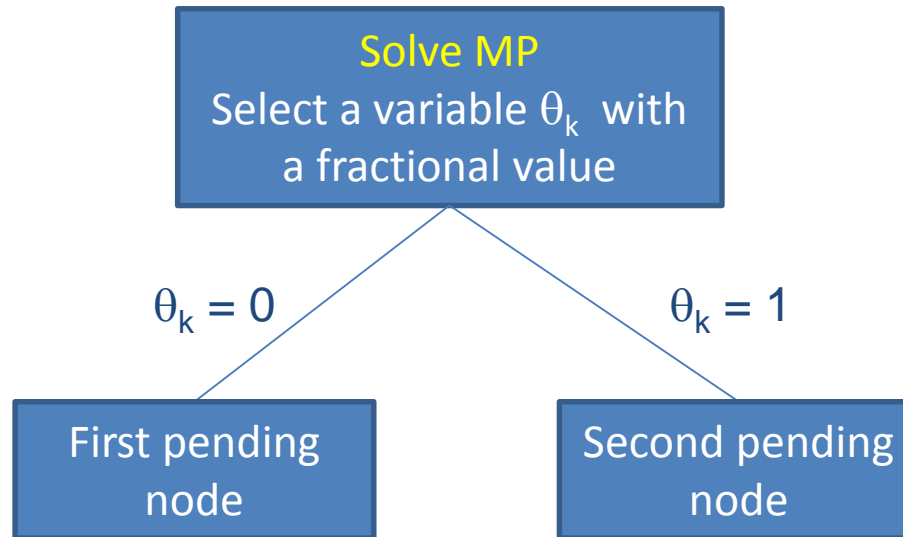 Solve MP
Select a variable θk with
a fractional value
θk = 0
θk = 1
First pending
node
Second pending
node